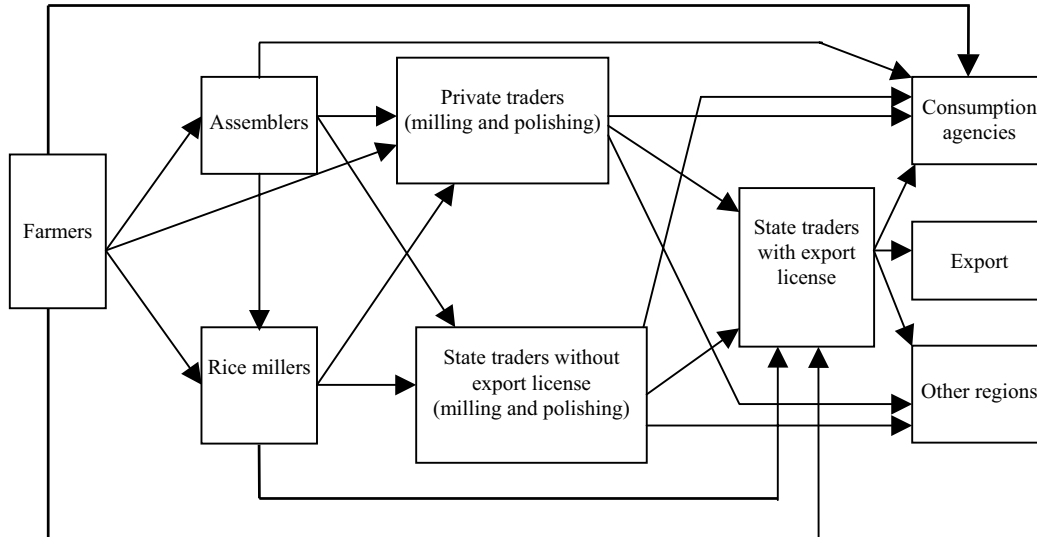 Farmers
Assemblers
Rice millers
Private traders
(milling and polishing)
State traders without
export license
(milling and polishing)
State traders
with export
license
Consumption
agencies
Export
Other regions